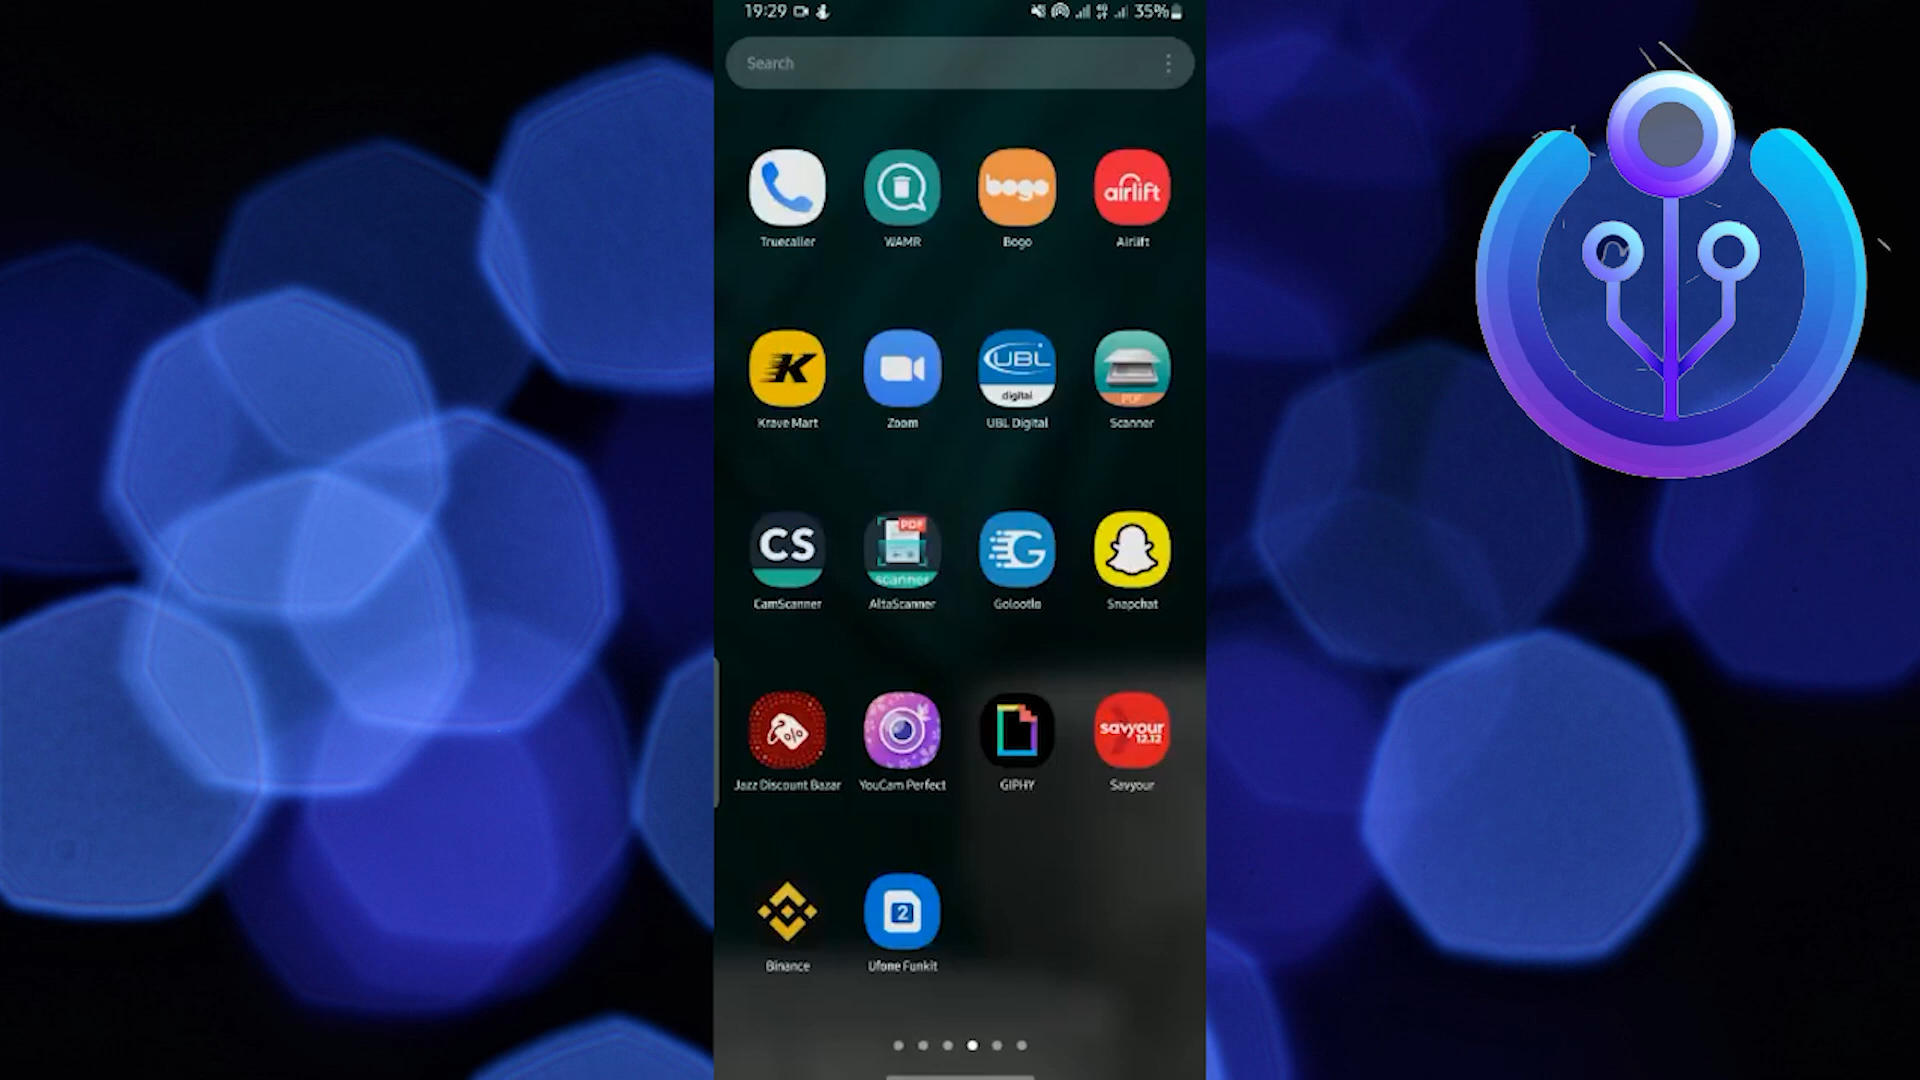 19:29
35%
Search
bogo
airlift
Truecaller
WAMR
Bogo
Airlift
K
UBL
digital
PDF
Krave Mart
Zoom
UBL Digital
Scanner
CS
PDF
scanner
G
CamScanner
AltaScanner
Golootlo
Snapchat
%
savyour
12.12
Jazz Discount Bazar
YouCam Perfect
GIPHY
Savyour
2
Binance
Ufone Funkit